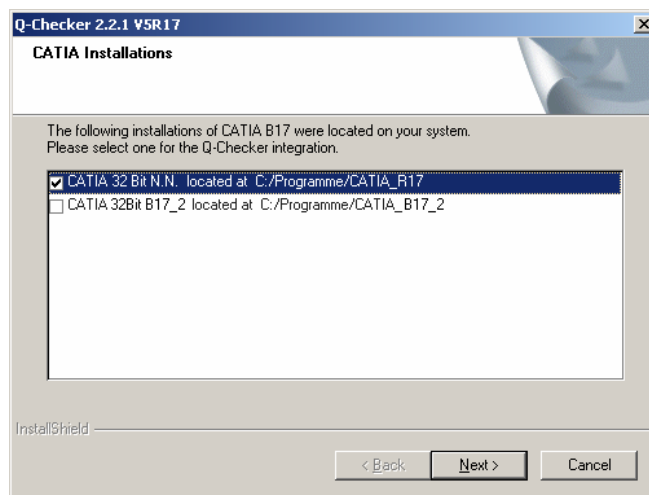 Q-Checker 2.2.1 V5R17
CATIA Installations
The following installations of CATIA B17 were located on your system.
Please select one for the Q-Checker integration.
CATIA 32 Bit N.N. located at C:/Programme/CATIA_R17
CATIA 32Bit B17_2 located at C:/Programme/CATIA_B17_2
InstallShield
< Back
Next >
Cancel